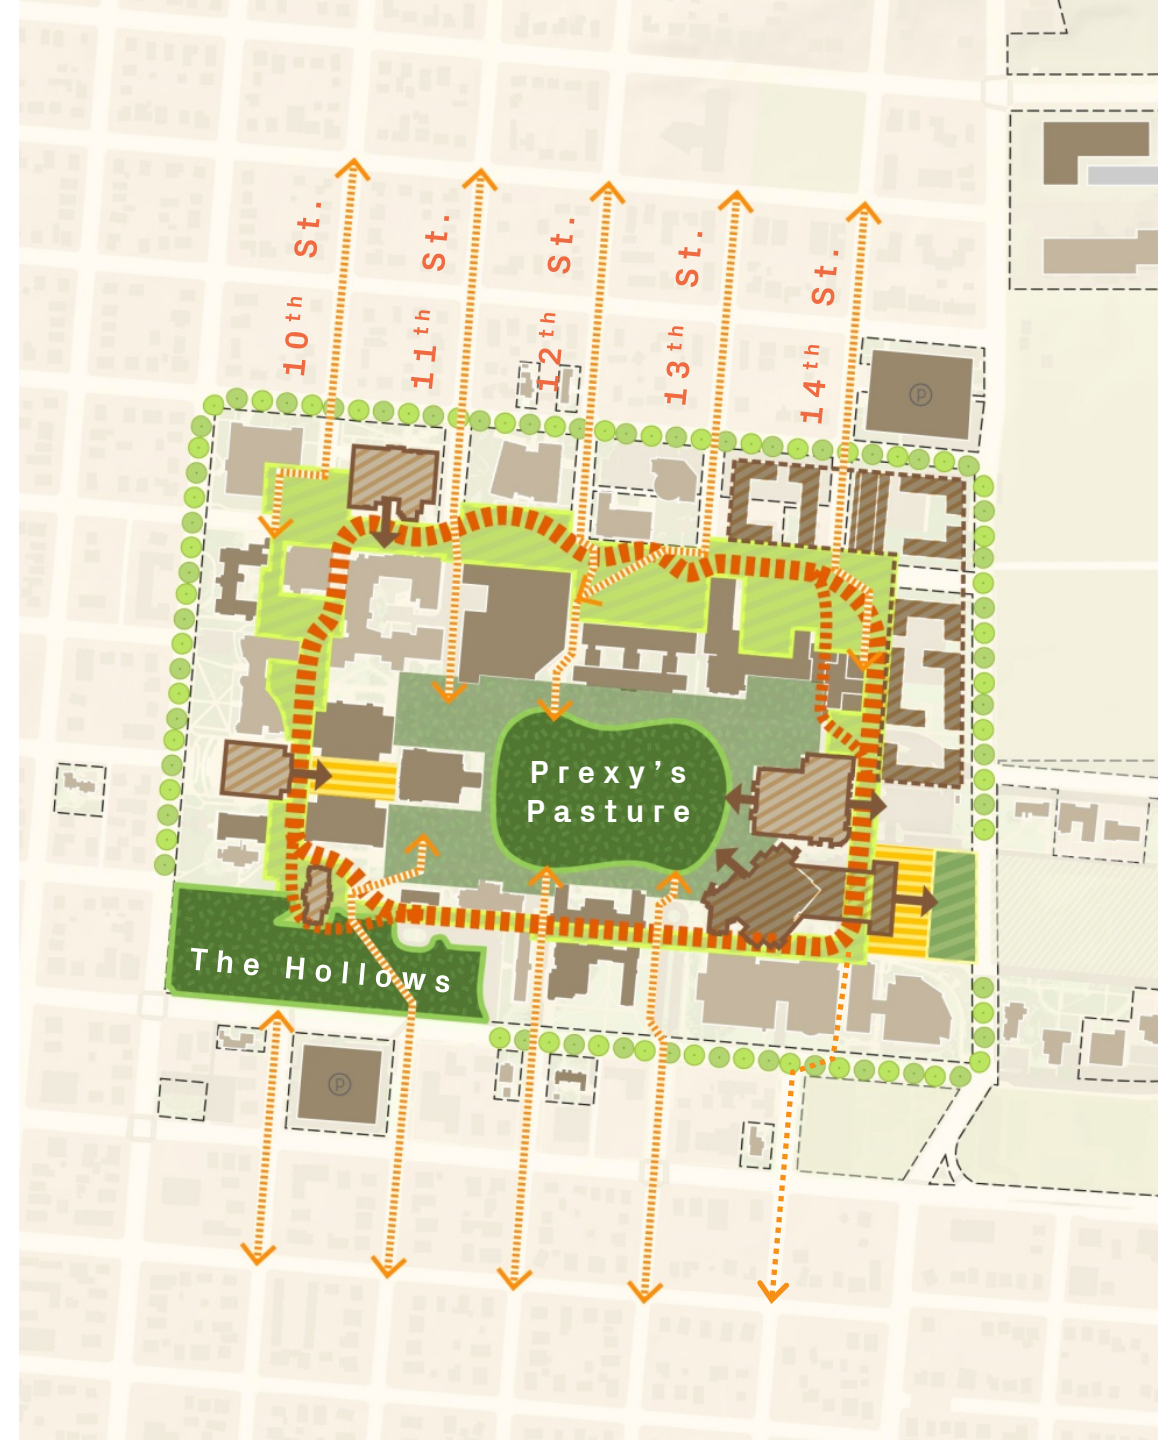 10th St.
11th St.
12th St.
13th St.
14th St.
P
Prexy’s
Pasture
The Hollows
P